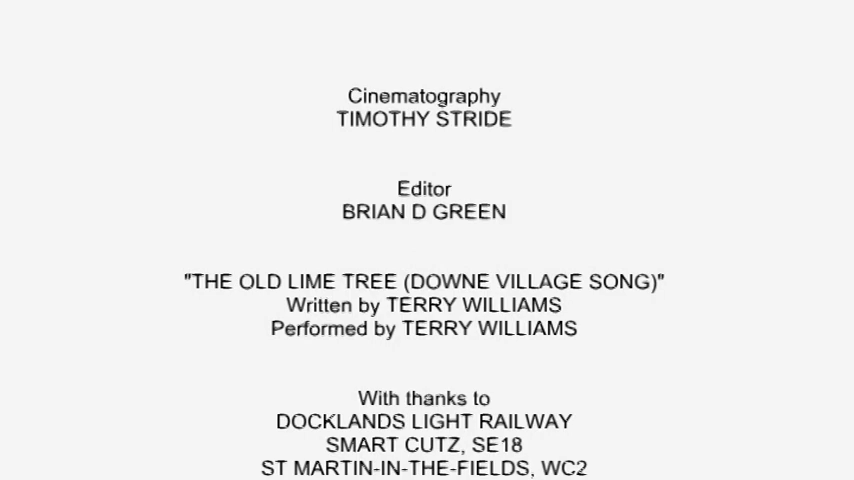 Cinematography
TIMOTHY STRIDE
Editor
BRIAN D GREEN
"THE OLD LIME TREE (DOWNE VILLAGE SONG)"
Written by TERRY WILLIAMS
Performed by TERRY WILLIAMS
With thanks to
DOCKLANDS LIGHT RAILWAY
SMART CUTZ, SE18
ST MARTIN-IN-THE-FIELDS, WC2